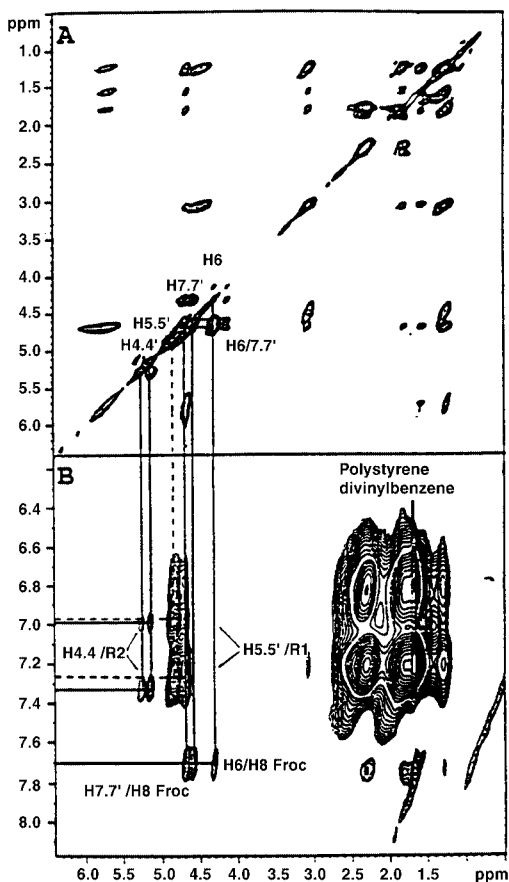 ppm
A
1.0
1.5
2.0
2.5
3.0
3.5
4.0
4.5
5.0
5.5
6.0
H6
H7.7'
H5.5'
H4.4'
H6/7.7'
B
Polystyrene
divinylbenzene
6.4
6.6
6.8
7.0
7.2
7.4
7.6
7.8
8.0
H4.4 /R2
H5.5' /R1
H6/H8 Froc
H7.7' /H8 Froc
6.0 5.5 5.0 4.5 4.0 3.5 3.0 2.5 2.0 1.5 ppm